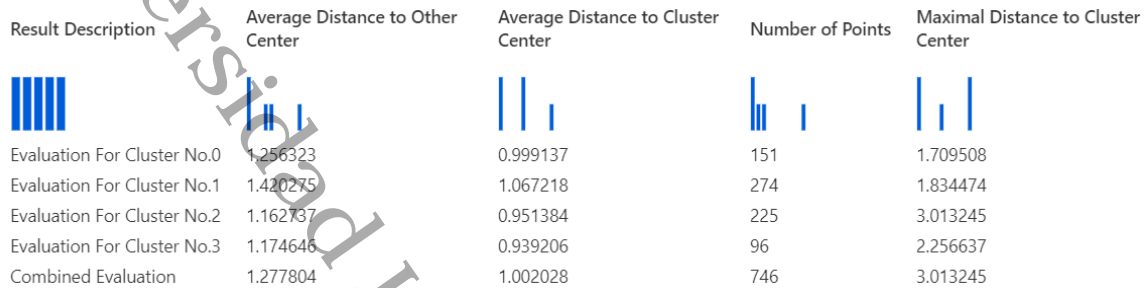 Result Description Average Distance to Other Center Average Distance to Cluster Center Number of Points Maximal Distance to Cluster Center
Evaluation For Cluster No.0 1.256323 0.999137 151 1.709508
Evaluation For Cluster No.1 1.420275 1.067218 274 1.834474
Evaluation For Cluster No.2 1.162737 0.951384 225 3.013245
Evaluation For Cluster No.3 1.174646 0.939206 96 2.256637
Combined Evaluation 1.277804 1.002028 746 3.013245